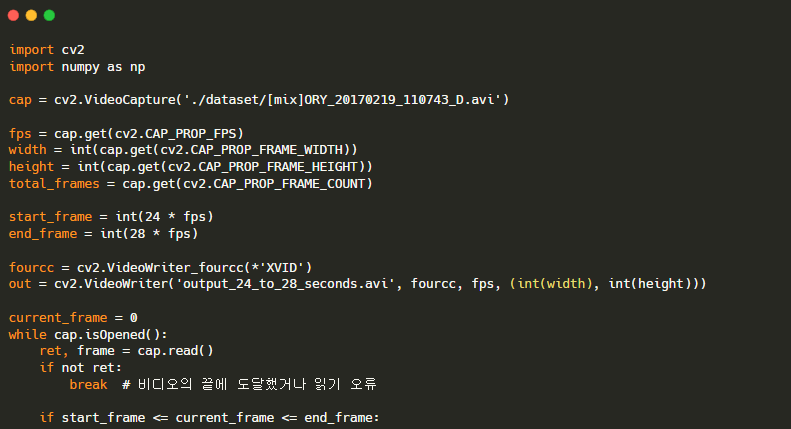 import cv2
import numpy as np
cap = cv2.VideoCapture('./dataset/[mix]ORY_20170219_110743_D.avi')
fps = cap.get(cv2.CAP_PROP_FPS)
width = int(cap.get(cv2.CAP_PROP_FRAME_WIDTH))
height = int(cap.get(cv2.CAP_PROP_FRAME_HEIGHT))
total_frames = cap.get(cv2.CAP_PROP_FRAME_COUNT)
start_frame = int(24 * fps)
end_frame = int(28 * fps)
fourcc = cv2.VideoWriter_fourcc(*'XVID')
out = cv2.VideoWriter('output_24_to_28_seconds.avi', fourcc, fps, (int(width), int(height)))
current_frame = 0
while cap.isOpened():
    ret, frame = cap.read()
    if not ret:
        break  # 비디오의 끝에 도달했거나 읽기 오류
    if start_frame <= current_frame <= end_frame: